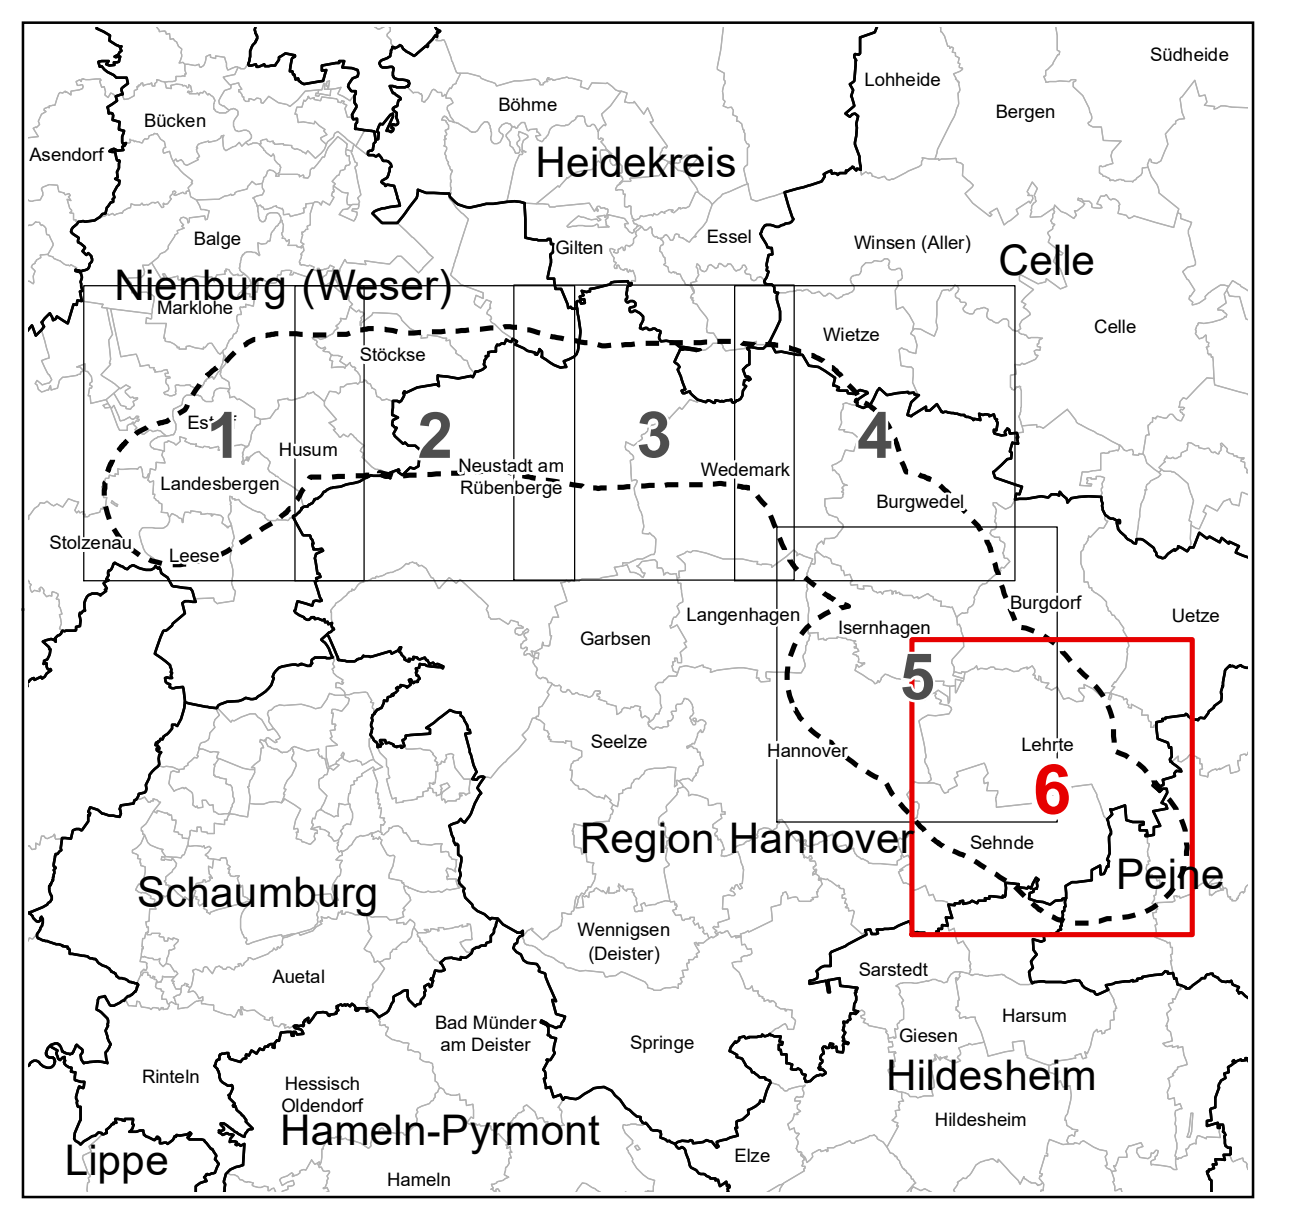 Südheide
Lohheide
Böhme
Bergen
Bücken
Asendorf
Heidekreis
Balge
Gilten
Essel
Winsen (Aller)
Celle
Nienburg (Weser)
Marklohe
Celle
Wietze
Stöckse
1
2
3
4
Husum
Neustadt am
Rübenberge
Wedemark
Landesbergen
Burgwedel
Stolzenau
Leese
Burgdorf
Langenhagen
Uetze
Isernhagen
Garbsen
5
Seelze
Hannover
Lehrte
6
Region Hannover
Sehnde
Peine
Schaumburg
Wennigsen
(Deister)
Auetal
Sarstedt
Harsum
Bad Münder
am Deister
Giesen
Springe
Rinteln
Hessisch
Oldendorf
Hildesheim
Hildesheim
Hameln-Pyrmont
Lippe
Elze
Hameln